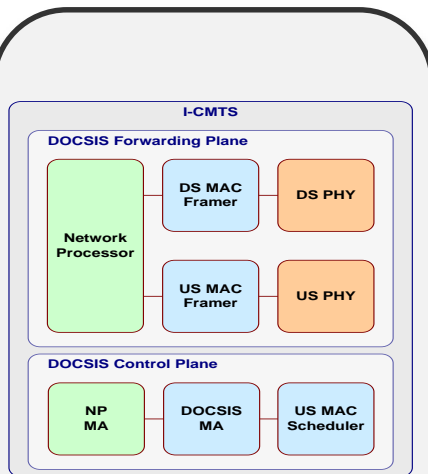 I-CMTS
DOCSIS Forwarding Plane
Network
Processor
DS MAC
Framer
DS PHY
US MAC
Framer
US PHY
DOCSIS Control Plane
NP
MA
DOCSIS
MA
US MAC
Scheduler